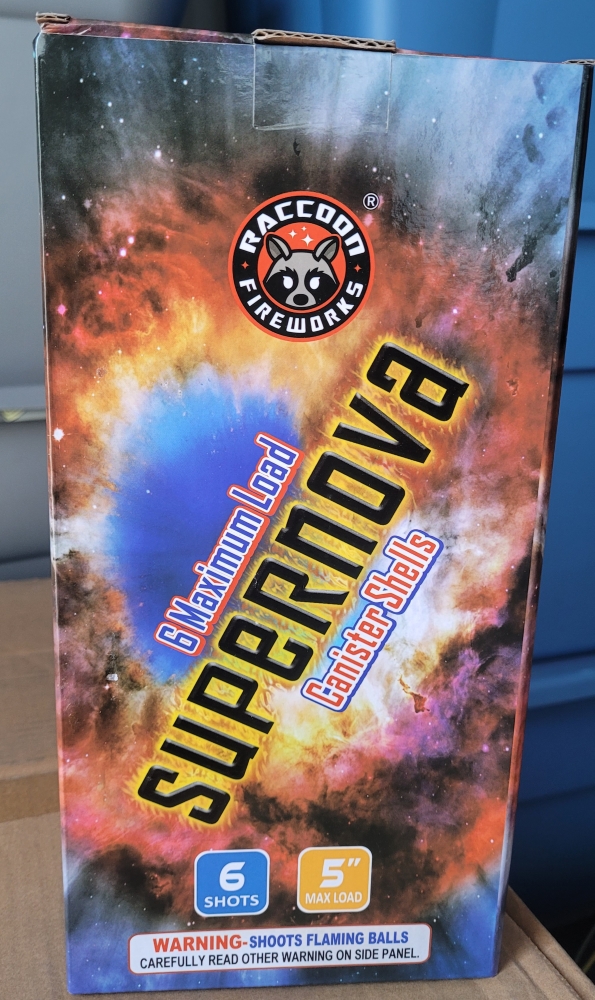 RACCOON
FIREWORKS
®
6 Maximum Load
SUPERNOVA
Canister Shells
6
SHOTS
5"
MAX LOAD
WARNING-SHOOTS FLAMING BALLS
CAREFULLY READ OTHER WARNING ON SIDE PANEL.